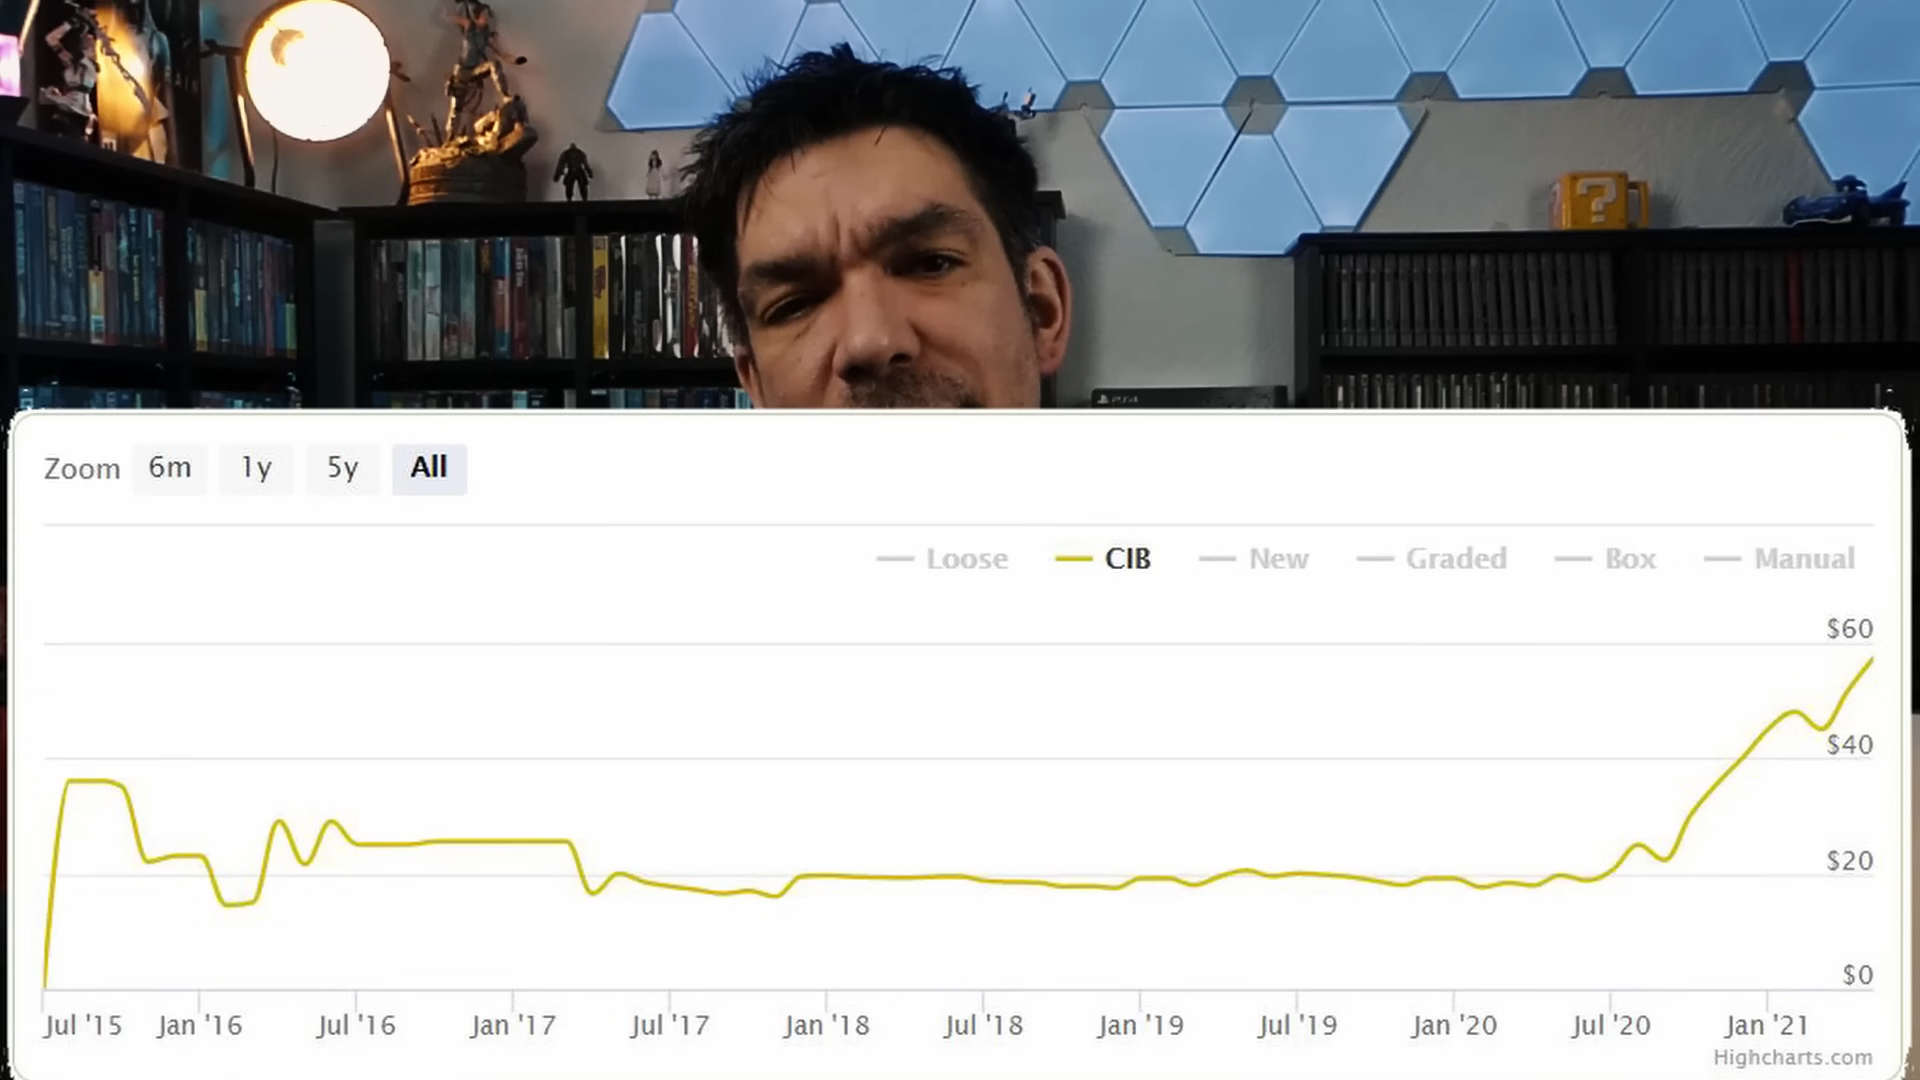 PS4
Zoom 6m 1y 5y All
Loose CIB New Graded Box Manual
$60
$40
$20
$0
Jul '15 Jan '16 Jul '16 Jan '17 Jul '17 Jan '18 Jul '18 Jan '19 Jul '19 Jan '20 Jul '20 Jan '21
Highcharts.com